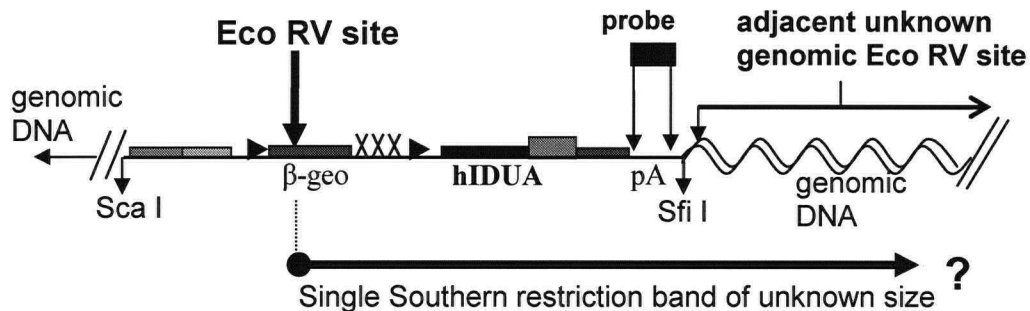 Eco RV site
probe
adjacent unknown
genomic Eco RV site
genomic
DNA
XXX
β-geo
hIDUA
pA
Sca I
Sfi I
genomic
DNA
?
Single Southern restriction band of unknown size